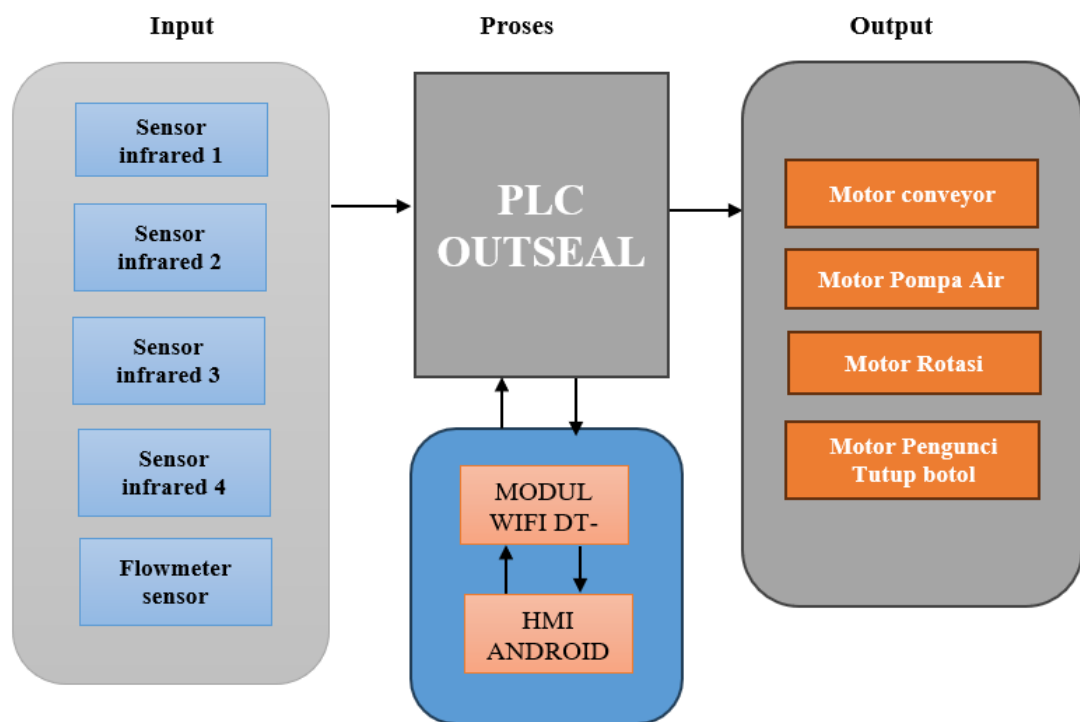 Input
Proses
Output
Sensor
infrared 1
Sensor
infrared 2
Sensor
infrared 3
Sensor
infrared 4
Flowmeter
sensor
PLC
OUTSEAL
MODUL
WIFI DT-
HMI
ANDROID
Motor conveyor
Motor Pompa Air
Motor Rotasi
Motor Pengunci
Tutup botol